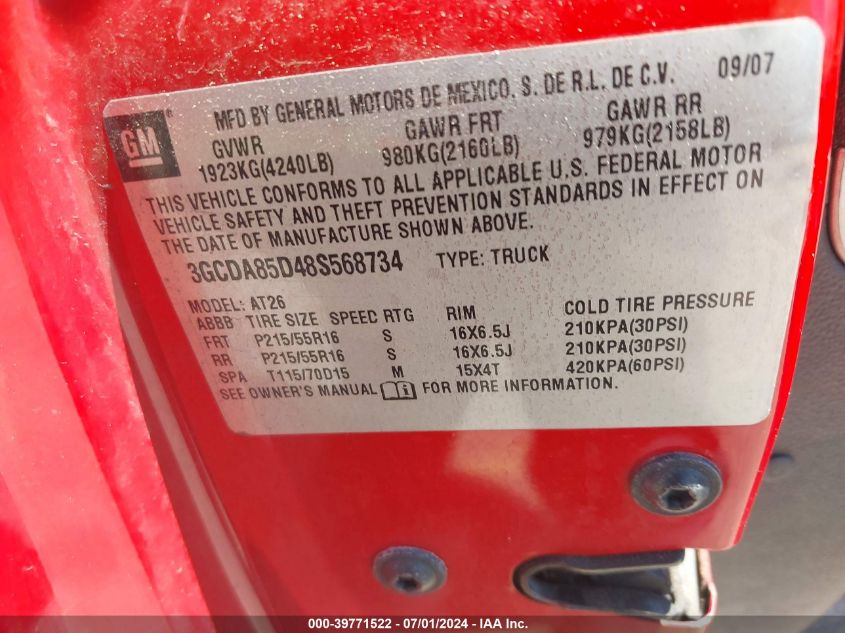 MFD BY GENERAL MOTORS DE MEXICO, S. DE R.L. DE C.V. 09/07
GM
GVWR GAWR FRT GAWR RR
1923KG(4240LB) 980KG(2160LB) 979KG(2158LB)
THIS VEHICLE CONFORMS TO ALL APPLICABLE U.S. FEDERAL MOTOR
VEHICLE SAFETY AND THEFT PREVENTION STANDARDS IN EFFECT ON
THE DATE OF MANUFACTURE SHOWN ABOVE.
3GCDA85D48S568734 TYPE: TRUCK
MODEL: AT26
ABBB TIRE SIZE SPEED RTG RIM COLD TIRE PRESSURE
FRT P215/55R16 S 16X6.5J 210KPA(30PSI)
RR P215/55R16 S 16X6.5J 210KPA(30PSI)
SPA T115/70D15 M 15X4T 420KPA(60PSI)
SEE OWNER'S MANUAL FOR MORE INFORMATION.
000-39771522 / 07/01/2024 - IAA Inc.